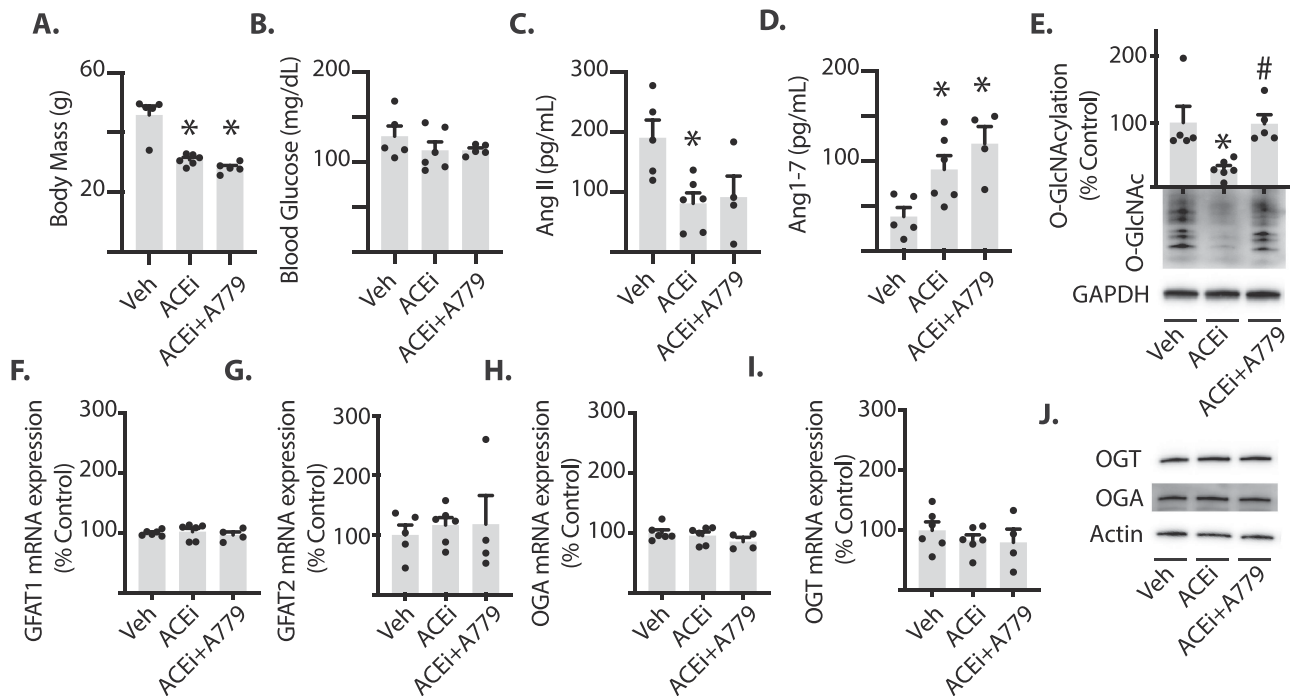 A.
Body Mass (g)
60
20
* *
Veh
ACEi
ACEi+A779
B.
Blood Glucose (mg/dL)
200
100
Veh
ACEi
ACEi+A779
C.
Ang II (pg/mL)
300
200
100
*
Veh
ACEi
ACEi+A779
D.
Ang1-7 (pg/mL)
200
100
* *
Veh
ACEi
ACEi+A779
E.
O-GlcNAcylation
(% Control)
200
100
* #
O-GlcNAc
GAPDH
Veh
ACEi
ACEi+A779
F.
GFAT1 mRNA expression
(% Control)
300
200
100
Veh
ACEi
ACEi+A779
G.
GFAT2 mRNA expression
(% Control)
300
200
100
Veh
ACEi
ACEi+A779
H.
OGA mRNA expression
(% Control)
300
200
100
Veh
ACEi
ACEi+A779
I.
OGT mRNA expression
(% Control)
300
200
100
Veh
ACEi
ACEi+A779
J.
OGT
OGA
Actin
Veh
ACEi
ACEi+A779